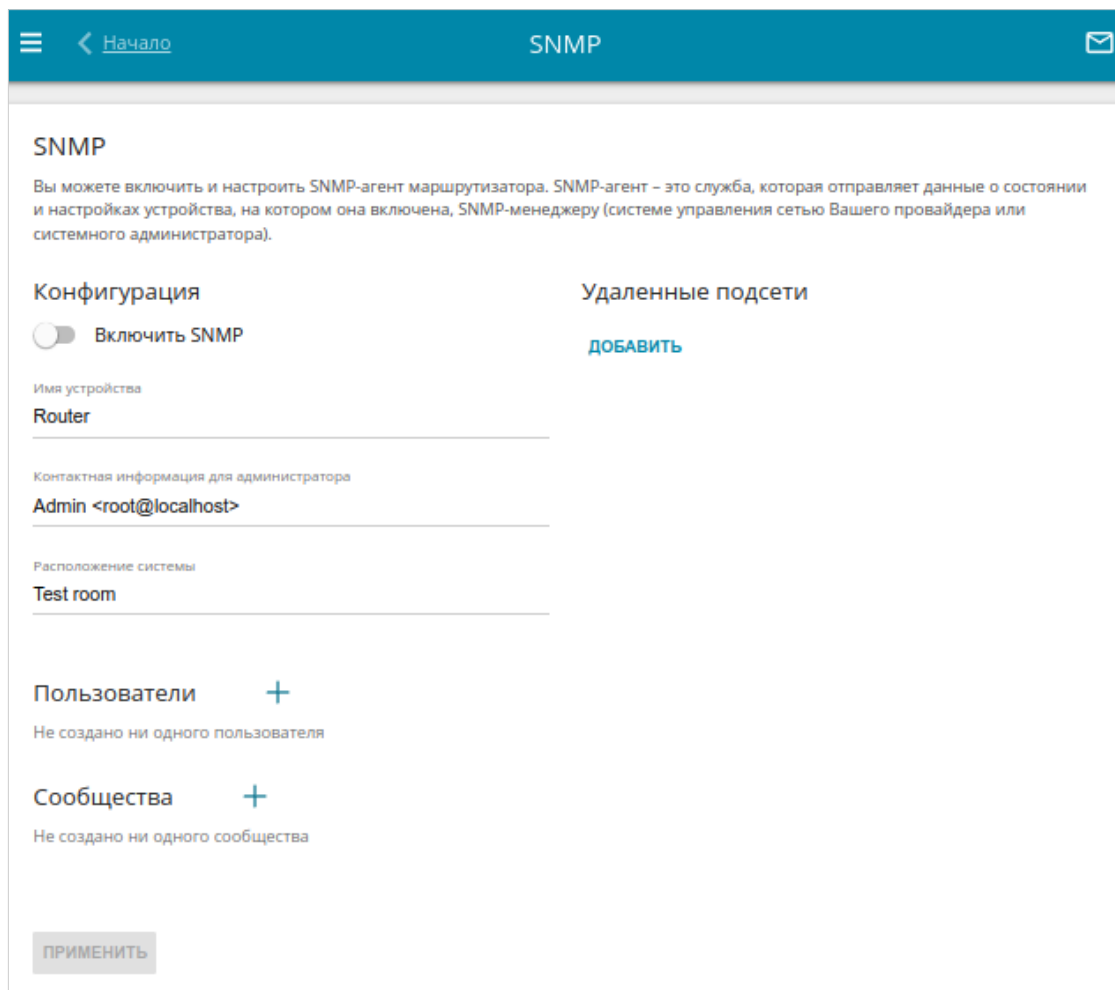 Начало
SNMP
SNMP
Вы можете включить и настроить SNMP-агент маршрутизатора. SNMP-агент – это служба, которая отправляет данные о состоянии
и настройках устройства, на котором она включена, SNMP-менеджеру (системе управления сетью Вашего провайдера или
системного администратора).
Конфигурация
Удаленные подсети
Включить SNMP
ДОБАВИТЬ
Имя устройства
Router
Контактная информация для администратора
Admin <root@localhost>
Расположение системы
Test room
Пользователи
Не создано ни одного пользователя
Сообщества
Не создано ни одного сообщества
ПРИМЕНИТЬ